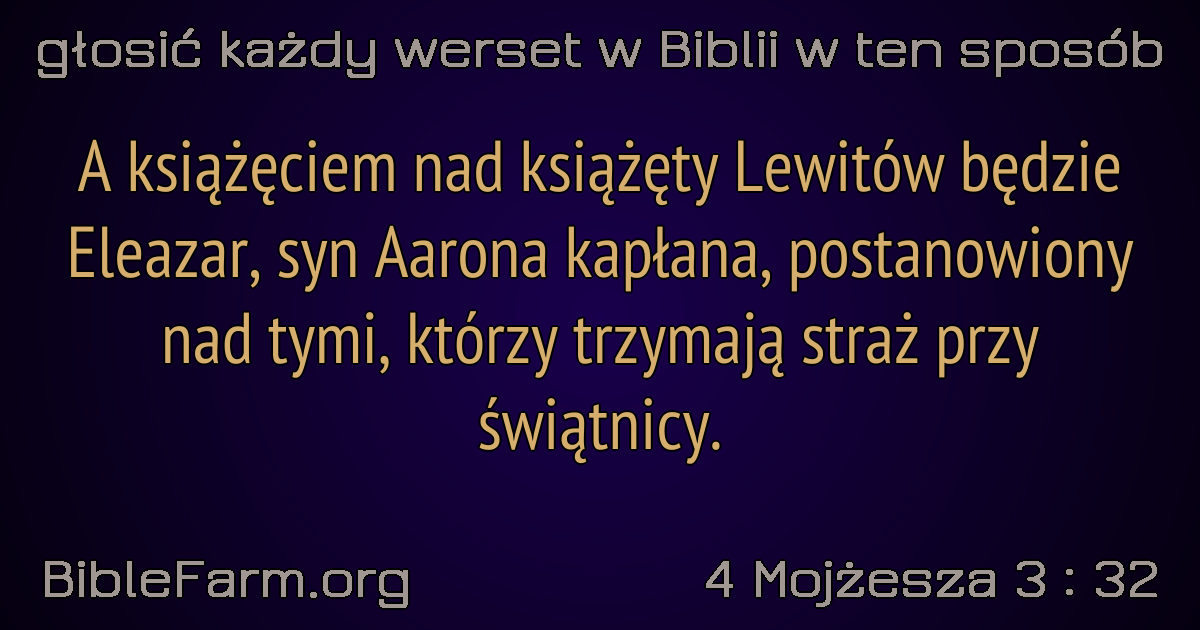 głosić każdy werset w Biblii w ten sposób
A książęciem nad książęty Lewitów będzie
Eleazar, syn Aarona kapłana, postanowiony
nad tymi, którzy trzymają straż przy
świątnicy.
BibleFarm.org
4 Mojżesza 3 : 32